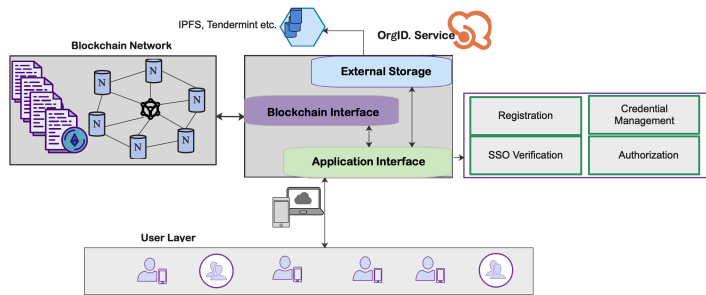 IPFS, Tendermint etc.
OrgID. Service
Blockchain Network
External Storage
N
N
N
N
N
N
Blockchain Interface
Application Interface
Registration
Credential
Management
SSO Verification
Authorization
User Layer